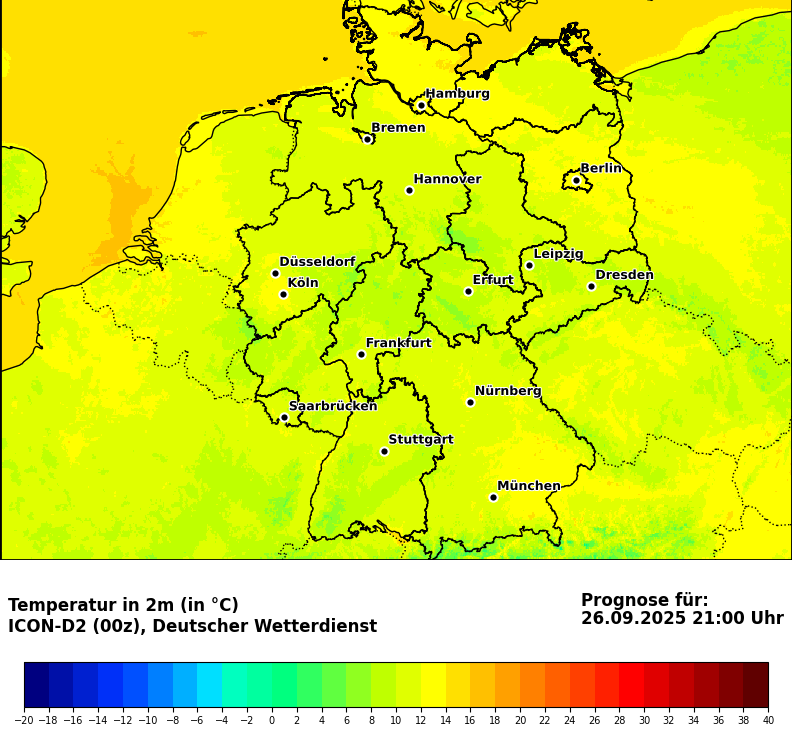 Hamburg
Bremen
Berlin
Hannover
Leipzig
Düsseldorf
Dresden
Köln
Erfurt
Frankfurt
Nürnberg
Saarbrücken
Stuttgart
München
Temperatur in 2m (in °C)
ICON-D2 (00z), Deutscher Wetterdienst
Prognose für:
26.09.2025 21:00 Uhr
−20 −18 −16 −14 −12 −10 −8 −6 −4 −2 0 2 4 6 8 10 12 14 16 18 20 22 24 26 28 30 32 34 36 38 40